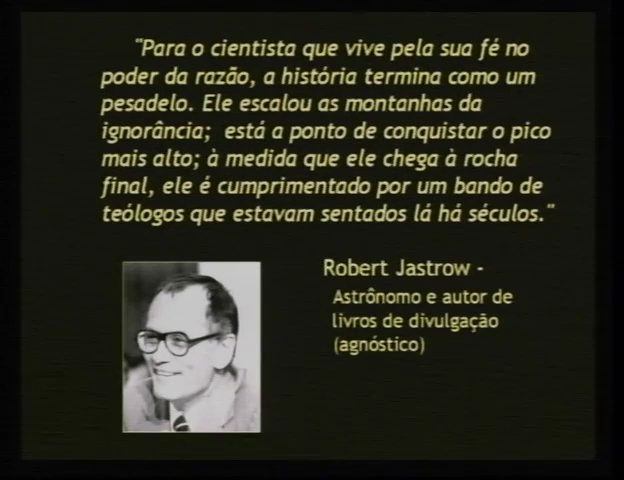 "Para o cientista que vive pela sua fé no
poder da razão, a história termina como um
pesadelo. Ele escalou as montanhas da
ignorância; está a ponto de conquistar o pico
mais alto; à medida que ele chega à rocha
final, ele é cumprimentado por um bando de
teólogos que estavam sentados lá há séculos."
Robert Jastrow -
Astrônomo e autor de
livros de divulgação
(agnóstico)